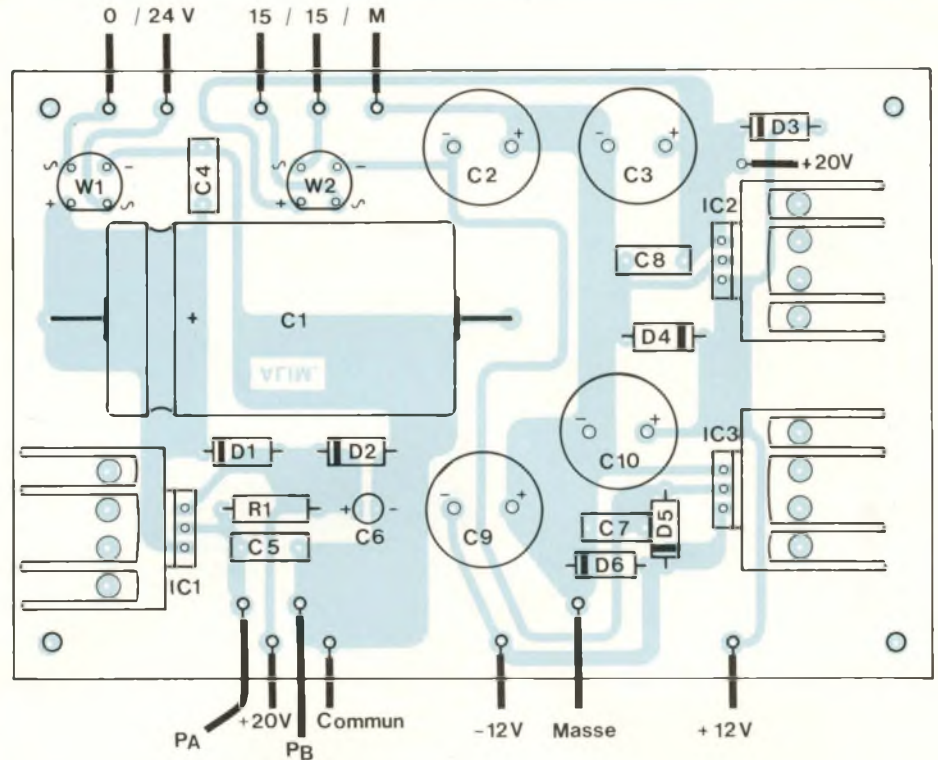 0 / 24 V 15 / 15 / M
D3
+20V
W1 C4 W2 C2 C3
IC2
C8
+ C1
D4
MILJA
IC3
D1 D2 C10
R1 C6 C9 C7 D5
C5
IC1 D6
PA +20V PB Commun -12V Masse +12V